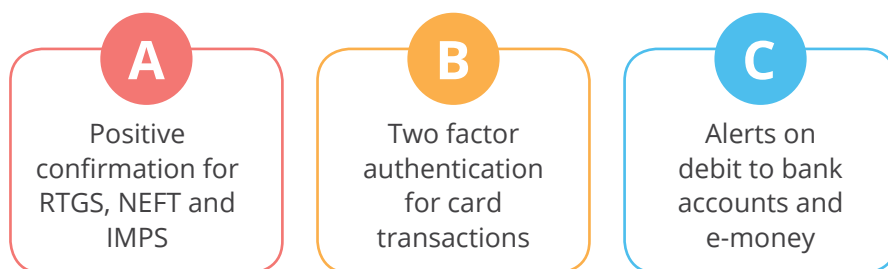 A
Positive
confirmation for
RTGS, NEFT and
IMPS
B
Two factor
authentication
for card
transactions
C
Alerts on
debit to bank
accounts and
e-money